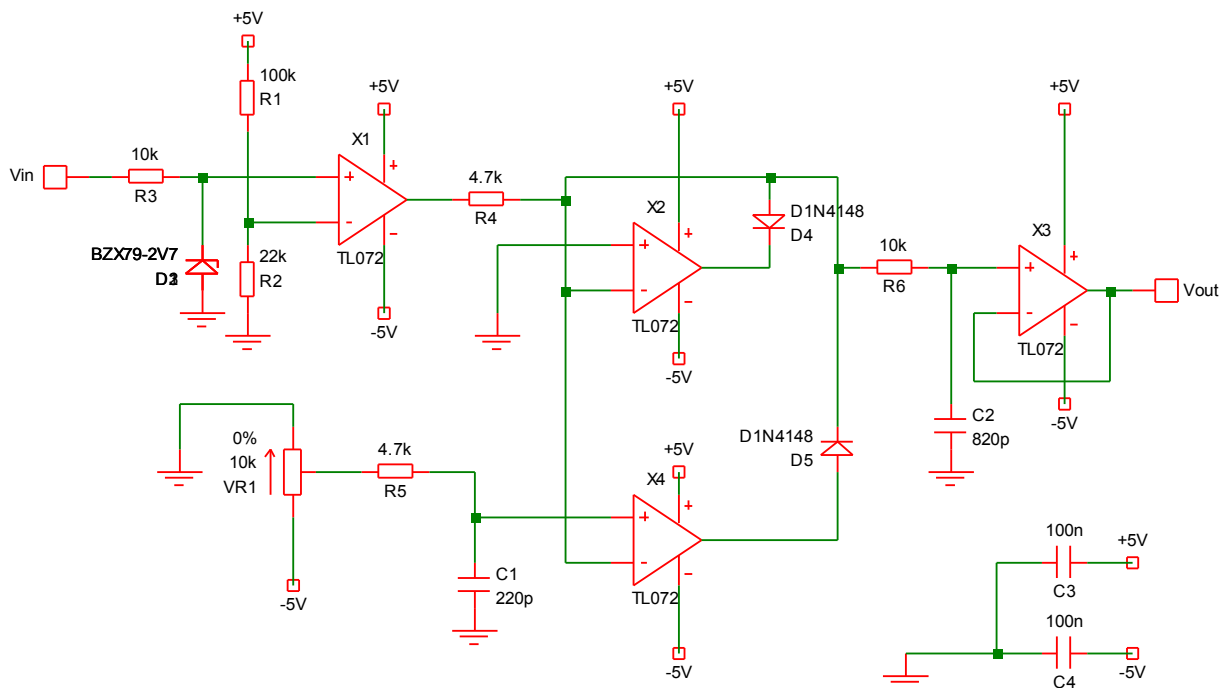 +5V
100k
R1
Vin
10k
R3
BZX79-2V7
22k
R2
+5V
X1
+
+
-
-
TL072
-5V
4.7k
R4
+5V
X2
+
+
-
-
TL072
-5V
D1N4148
D4
10k
R6
+5V
X3
+
+
-
-
TL072
-5V
Vout
C2
820p
0%
10k
VR1
-5V
4.7k
R5
C1
220p
+5V
X4
+
+
-
-
TL072
-5V
D1N4148
D5
100n
C3
+5V
100n
C4
-5V